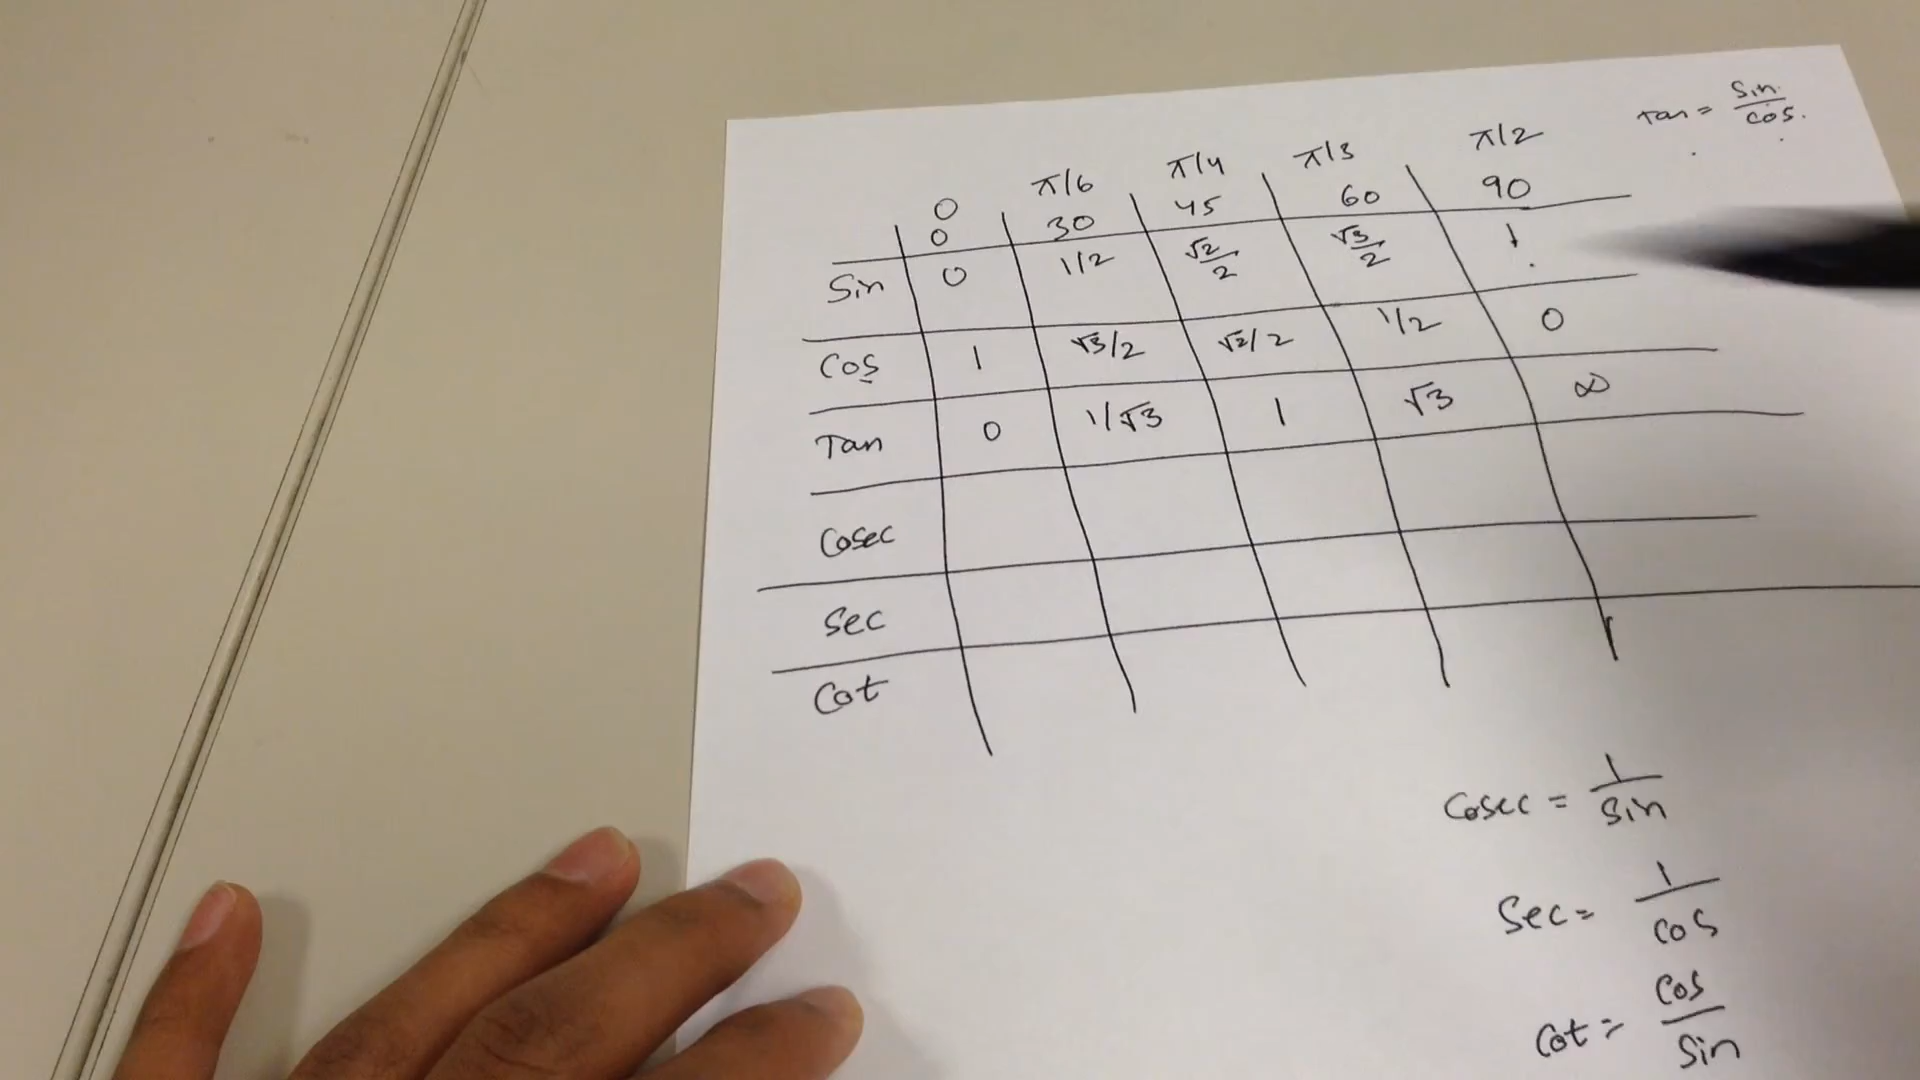 Tan = Sin/Cos.
0 π/6 π/4 π/3 π/2
0 30 45 60 90
Sin 0 1/2 √2/2 √3/2 1
Cos 1 √3/2 √2/2 1/2 0
Tan 0 1/√3 1 √3 ∞
Cosec
Sec
Cot
Cosec = 1/Sin
Sec = 1/Cos
Cot = Cos/Sin